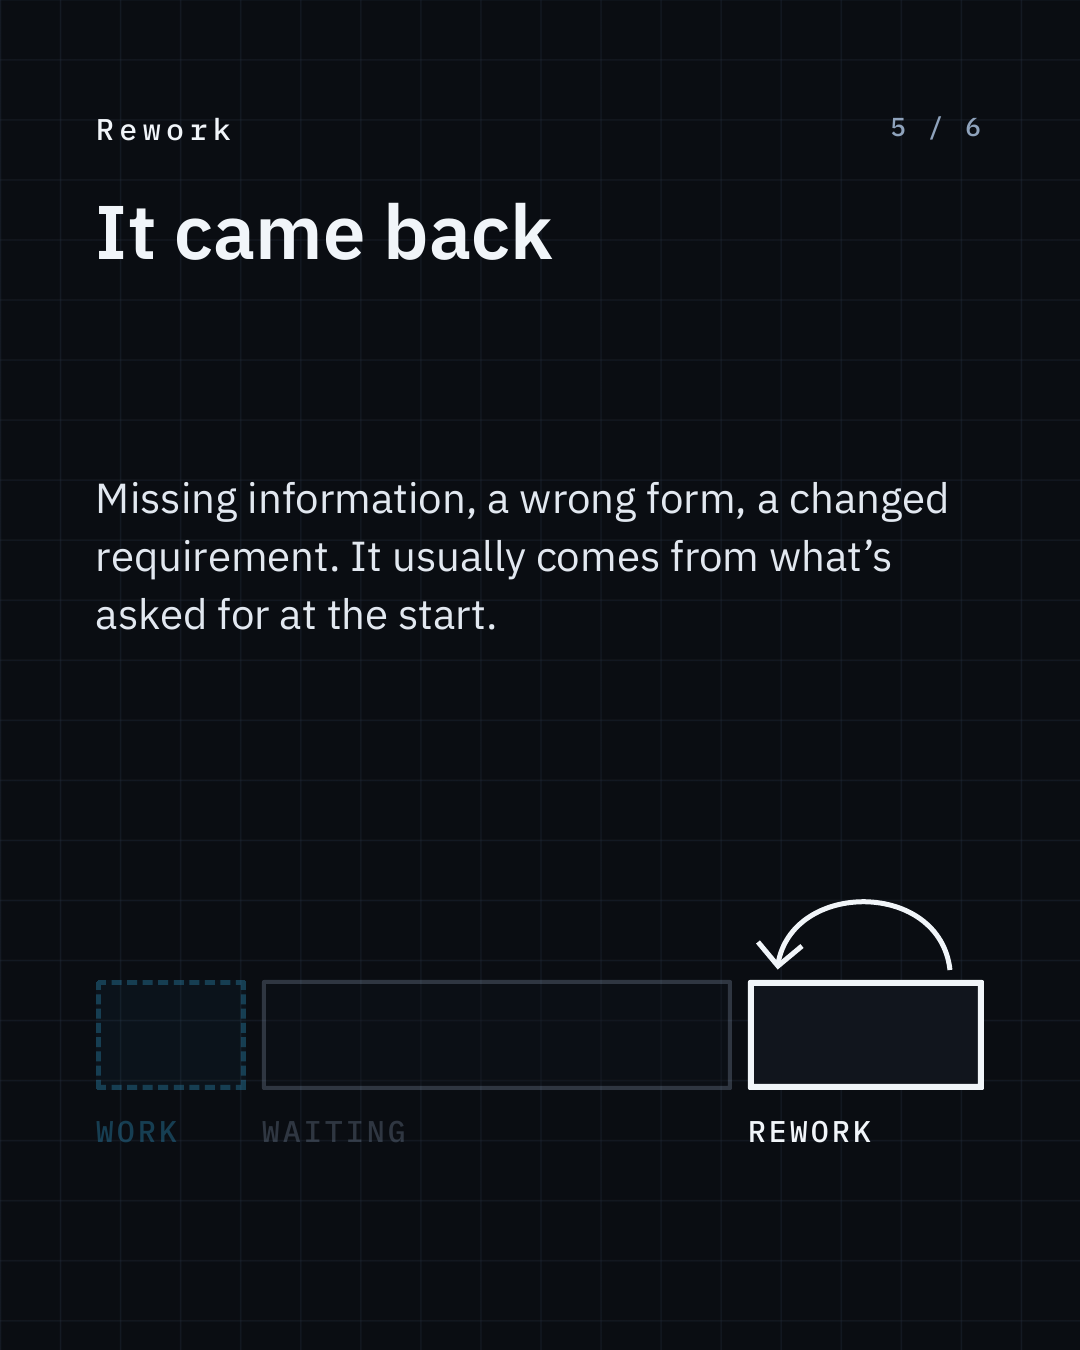 Rework
5 / 6
It came back
Missing information, a wrong form, a changed
requirement. It usually comes from what’s
asked for at the start.
WORK
WAITING
REWORK